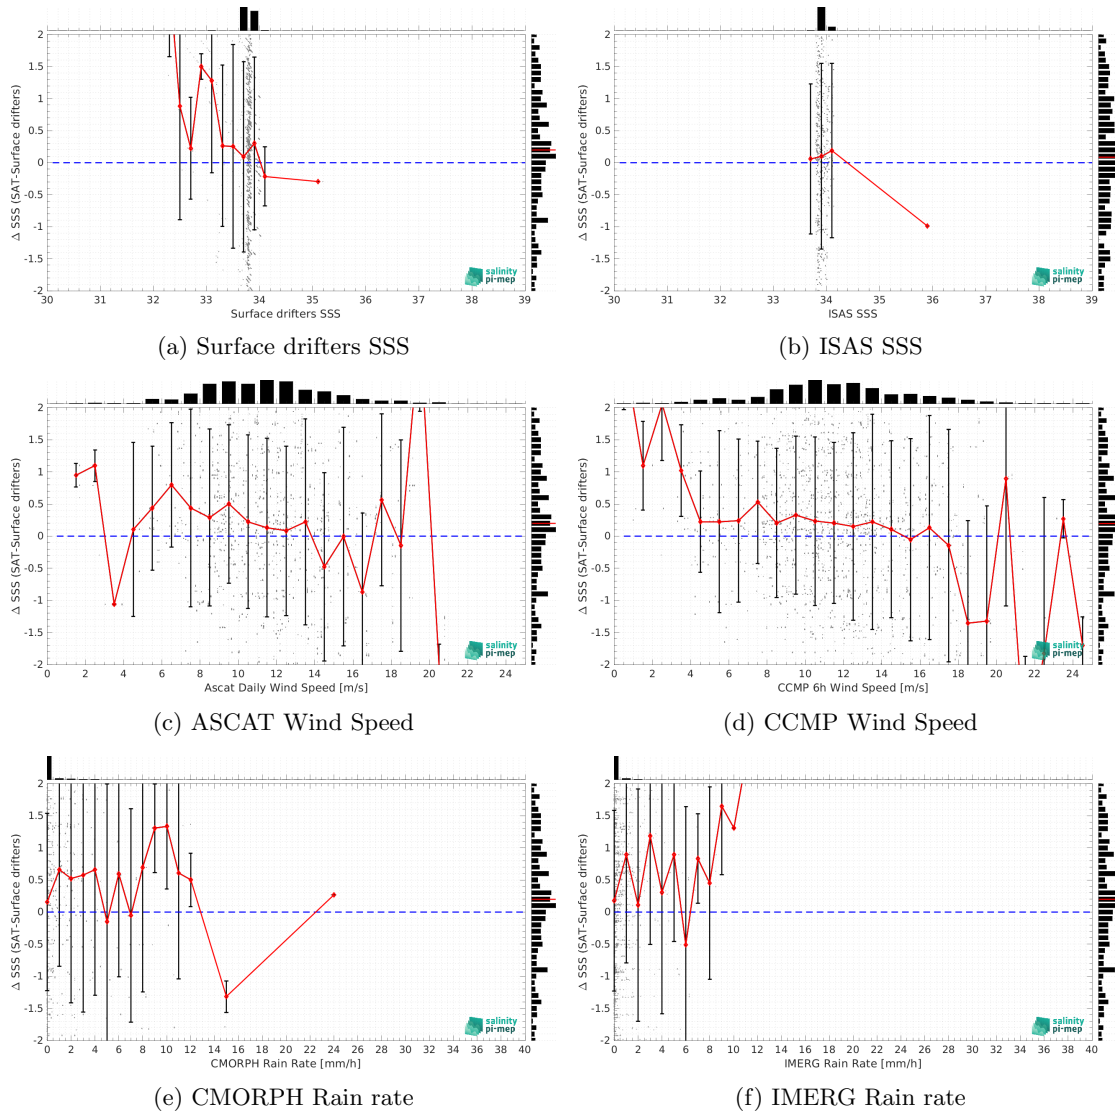 2
1.5
1
0.5
0
-0.5
-1
-1.5
-2
Δ SSS (SAT-Surface drifters)
30 31 32 33 34 35 36 37 38 39
Surface drifters SSS
salinity
pi-mep
(a) Surface drifters SSS
2
1.5
1
0.5
0
-0.5
-1
-1.5
-2
Δ SSS (SAT-Surface drifters)
30 31 32 33 34 35 36 37 38 39
ISAS SSS
salinity
pi-mep
(b) ISAS SSS
2
1.5
1
0.5
0
-0.5
-1
-1.5
-2
Δ SSS (SAT-Surface drifters)
0 2 4 6 8 10 12 14 16 18 20 22 24
Ascat Daily Wind Speed [m/s]
salinity
pi-mep
(c) ASCAT Wind Speed
2
1.5
1
0.5
0
-0.5
-1
-1.5
-2
Δ SSS (SAT-Surface drifters)
0 2 4 6 8 10 12 14 16 18 20 22 24
CCMP 6h Wind Speed [m/s]
salinity
pi-mep
(d) CCMP Wind Speed
2
1.5
1
0.5
0
-0.5
-1
-1.5
-2
Δ SSS (SAT-Surface drifters)
0 2 4 6 8 10 12 14 16 18 20 22 24 26 28 30 32 34 36 38 40
CMORPH Rain Rate [mm/h]
salinity
pi-mep
(e) CMORPH Rain rate
2
1.5
1
0.5
0
-0.5
-1
-1.5
-2
Δ SSS (SAT-Surface drifters)
0 2 4 6 8 10 12 14 16 18 20 22 24 26 28 30 32 34 36 38 40
IMERG Rain Rate [mm/h]
salinity
pi-mep
(f) IMERG Rain rate